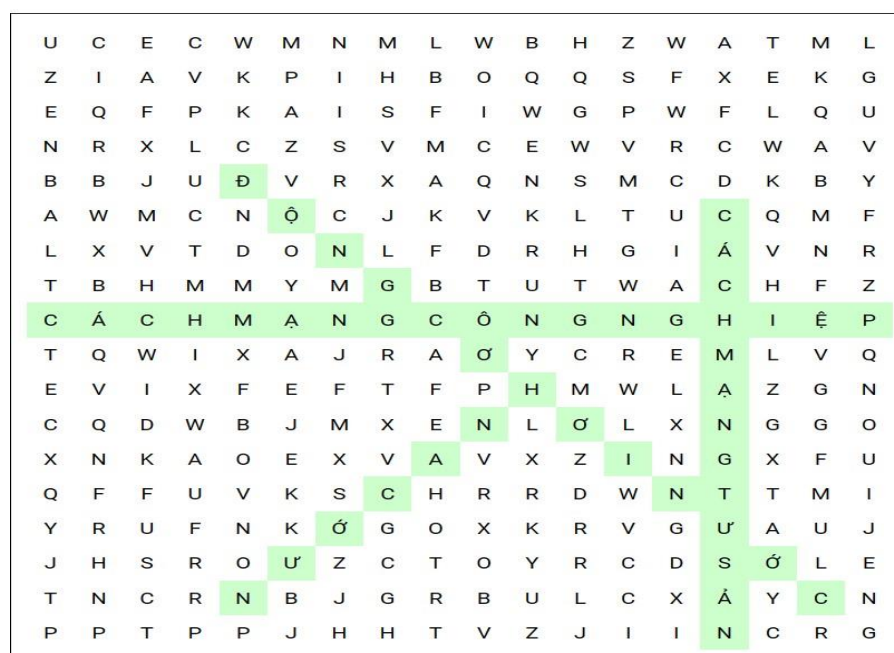 U C E C W M N M L W B H Z W A T M L
Z I A V K P I H B O Q Q S F X E K G
E Q F P K A I S F I W G P W F L Q U
N R X L C Z S V M C E W V R C W A V
B B J U Đ V R X A Q N S M C D K B Y
A W M C N Ộ C J K V K L T U C Q M F
L X V T D O N L F D R H G I Á V N R
T B H M M Y M G B T U T W A C H F Z
C Á C H M Ạ N G C Ô N G N G H I Ệ P
T Q W I X A J R A Ơ Y C R E M L V Q
E V I X F E F T F P H M W L Ạ Z G N
C Q D W B J M X E N L Ơ L X N G G O
X N K A O E X V A V X Z I N G X F U
Q F F U V K S C H R R D W N T T M I
Y R U F N K Ớ G O X K R V G Ư A U J
J H S R O Ư Z C T O Y R C D S Ớ L E
T N C R N B J G R B U L C X Ả Y C N
P P T P P J H H T V Z J I I N C R G